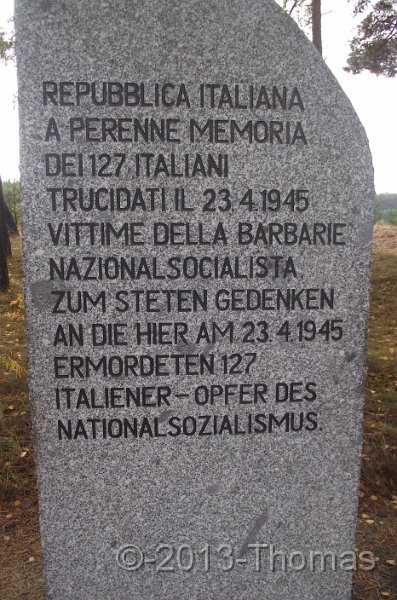 REPUBBLICA ITALIANA
A PERENNE MEMORIA
DEI 127 ITALIANI
TRUCIDATI IL 23.4.1945
VITTIME DELLA BARBARIE
NAZIONALSOCIALISTA
ZUM STETEN GEDENKEN
AN DIE HIER AM 23.4.1945
ERMORDETEN 127
ITALIENER – OPFER DES
NATIONALSOZIALISMUS.
©-2013-Thomas